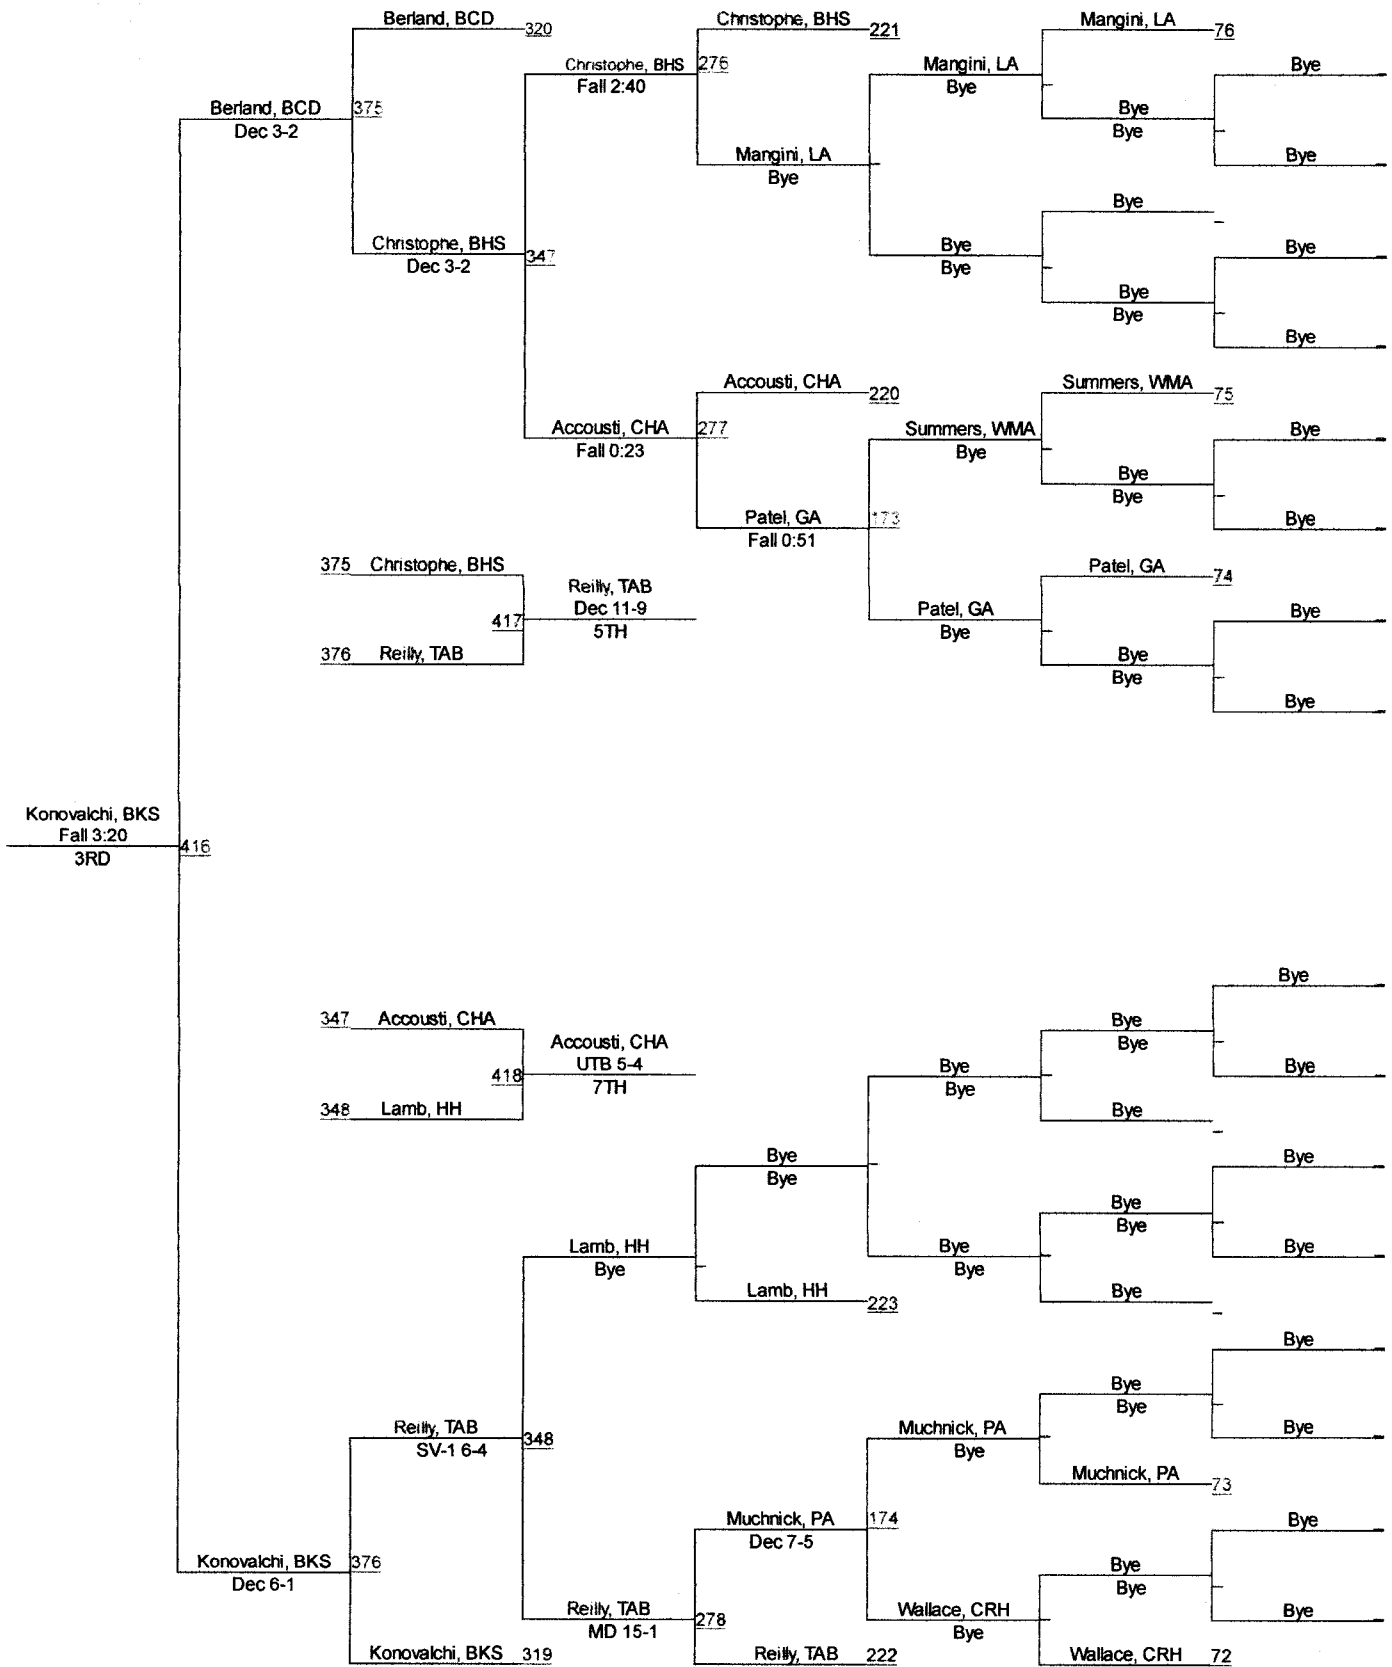 Berland, BCD
320
Christophe, BHS
221
Mangini, LA
76
Christophe, BHS
276
Fall 2:40
Mangini, LA
Bye
Bye
Berland, BCD
375
Dec 3-2
Bye
Bye
Mangini, LA
Bye
Bye
Bye
Christophe, BHS
347
Dec 3-2
Bye
Bye
Bye
Bye
Bye
Bye
Accousti, CHA
220
Summers, WMA
75
Accousti, CHA
277
Fall 0:23
Summers, WMA
Bye
Bye
Bye
Bye
Patel, GA
173
Fall 0:51
Bye
375
Christophe, BHS
Patel, GA
74
Reilly, TAB
Dec 11-9
417
5TH
Patel, GA
Bye
Bye
376
Reilly, TAB
Bye
Bye
Bye
Konovalchi, BKS
Fall 3:20
416
3RD
Bye
347
Accousti, CHA
Bye
Bye
Accousti, CHA
UTB 5-4
418
7TH
Bye
Bye
Bye
348
Lamb, HH
Bye
Bye
Bye
Bye
Bye
Bye
Lamb, HH
Bye
Bye
Bye
Bye
Lamb, HH
223
Bye
Bye
Bye
Bye
Reilly, TAB
348
SV-1 6-4
Muchnick, PA
Bye
Bye
Muchnick, PA
73
Muchnick, PA
174
Dec 7-5
Bye
Konovalchi, BKS
376
Dec 6-1
Bye
Bye
Reilly, TAB
278
MD 15-1
Wallace, CRH
Bye
Bye
Konovalchi, BKS
319
Reilly, TAB
222
Wallace, CRH
72